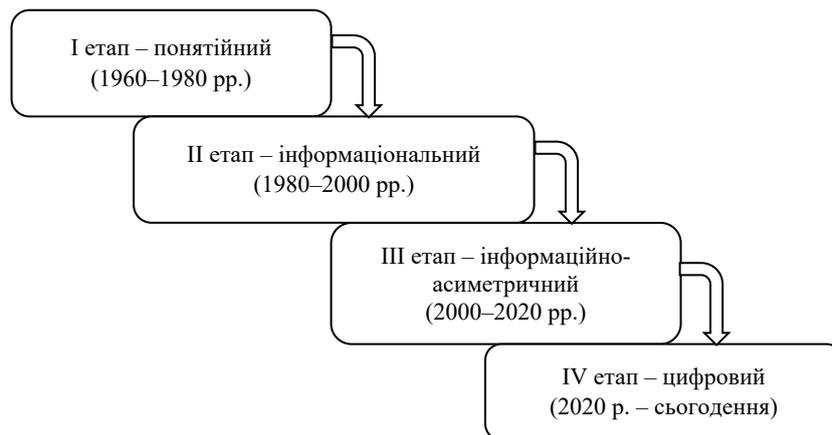 I етап – понятійний
(1960–1980 рр.)
II етап – інформаціональний
(1980–2000 рр.)
III етап – інформаційно-
асиметричний
(2000–2020 рр.)
IV етап – цифровий
(2020 р. – сьогодення)